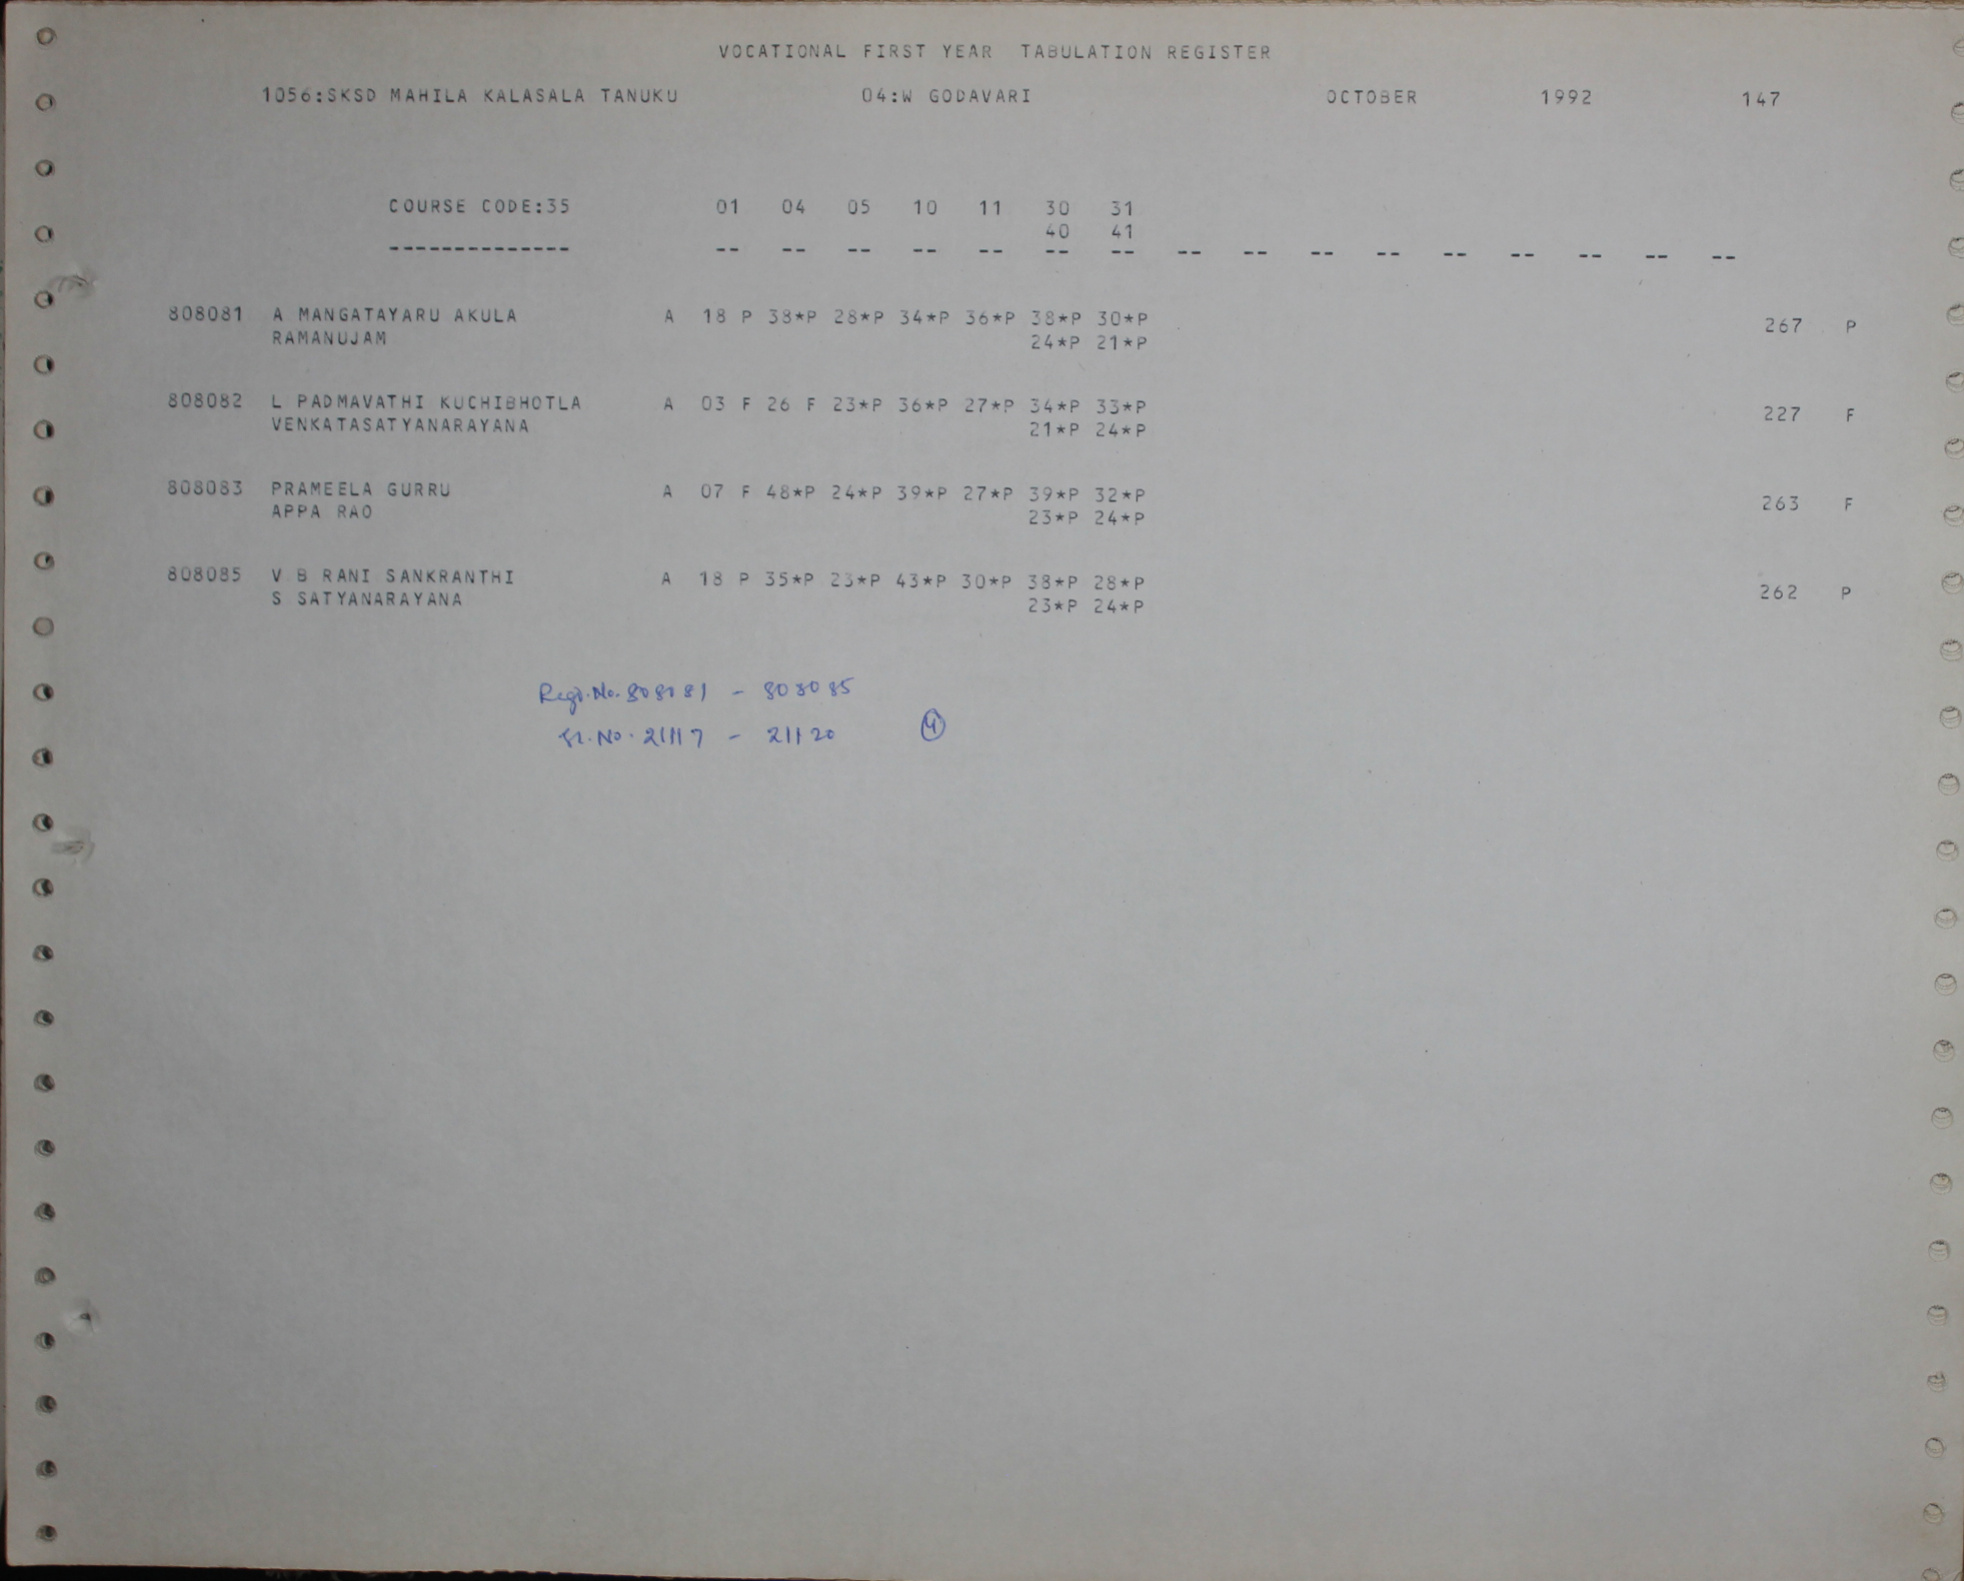 VOCATIONAL FIRST YEAR TABULATION REGISTER
1056:SKSD MAHILA KALASALA TANUKU 04:W GODAVARI OCTOBER 1992 147
COURSE CODE:35 01 04 05 10 11 30 31
40 41
-------------- -- -- -- -- -- -- -- -- -- -- -- -- -- -- -- --
808081 A MANGATAYARU AKULA A 18 P 38*P 28*P 34*P 36*P 38*P 30*P 267 P
RAMANUJAM 24*P 21*P
808082 L PADMAVATHI KUCHIBHOTLA A 03 F 26 F 23*P 36*P 27*P 34*P 33*P 227 F
VENKATASATYANARAYANA 21*P 24*P
808083 PRAMEELA GURRU A 07 F 48*P 24*P 39*P 27*P 39*P 32*P 263 F
APPA RAO 23*P 24*P
808085 V B RANI SANKRANTHI A 18 P 35*P 23*P 43*P 30*P 38*P 28*P 262 P
S SATYANARAYANA 23*P 24*P
Regd.No. 808081 - 808085
Sl.No. 21117 - 21120 4